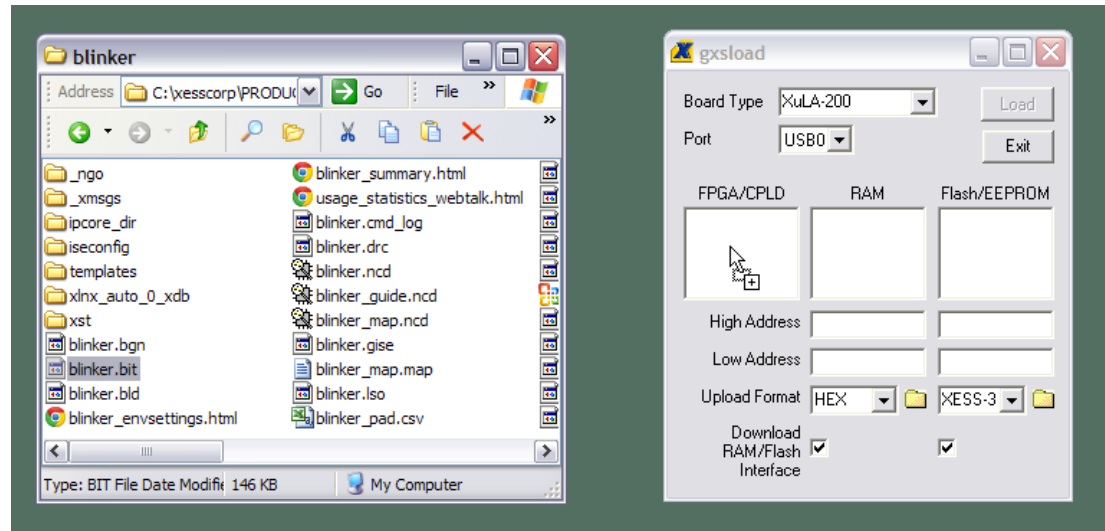 blinker
Address C:\xesscorp\PRODU Go File »
»
_ngo
_xmsgs
ipcore_dir
iseconfig
templates
xlnx_auto_0_xdb
xst
blinker.bgn
blinker.bit
blinker.bld
blinker_envsettings.html
blinker_summary.html
usage_statistics_webtalk.html
blinker.cmd_log
blinker.drc
blinker.ncd
blinker_guide.ncd
blinker_map.ncd
blinker.gise
blinker_map.map
blinker.lso
blinker_pad.csv
Type: BIT File Date Modifie 146 KB My Computer
gxsload
Board Type XuLA-200 Load
Port USB0 Exit
FPGA/CPLD RAM Flash/EEPROM
High Address
Low Address
Upload Format HEX XESS-3
Download
RAM/Flash
Interface